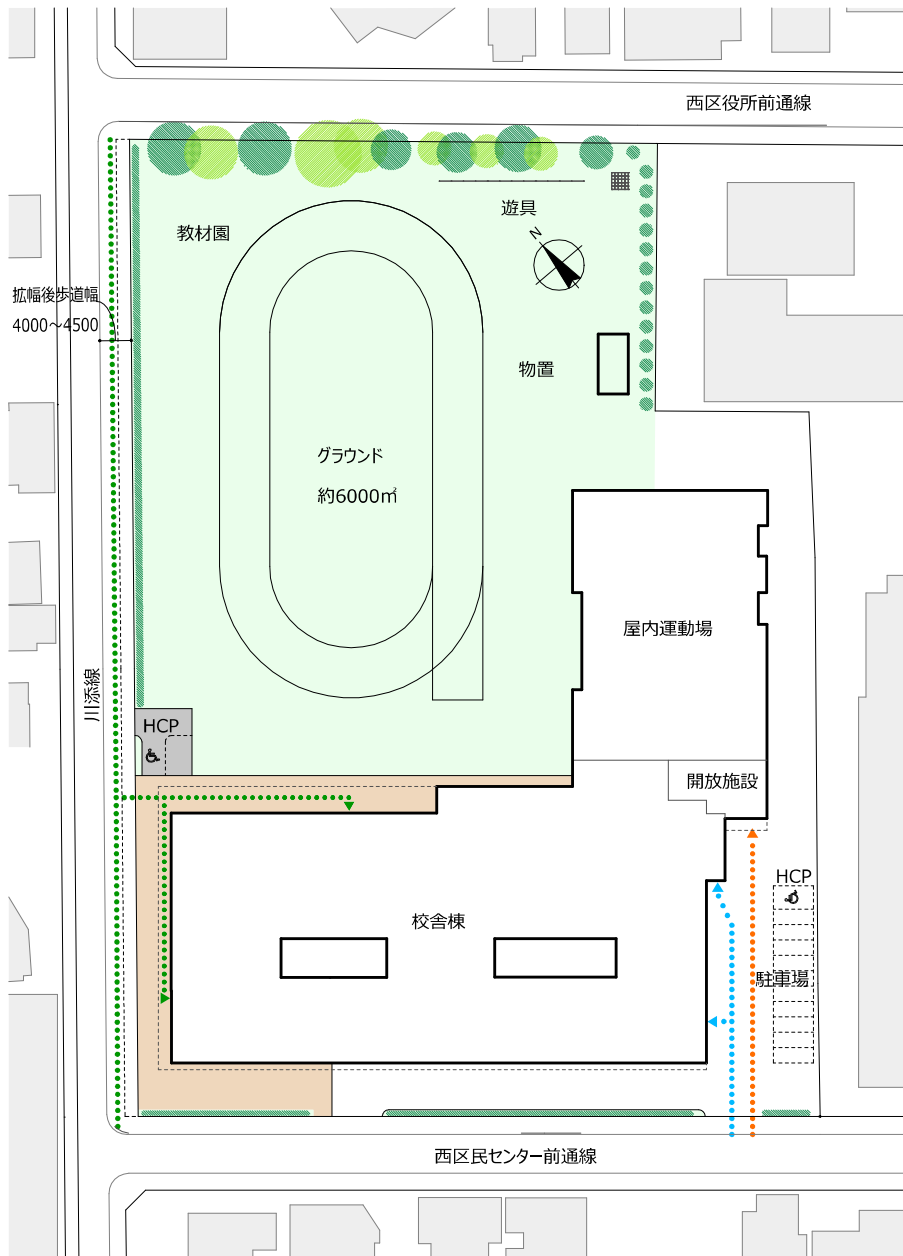 西区役所前通線
遊具
教材園
N
拡幅後歩道幅
4000～4500
物置
グラウンド
約6000㎡
屋内運動場
川添線
HCP
開放施設
HCP
校舎棟
駐車場
西区民センター前通線